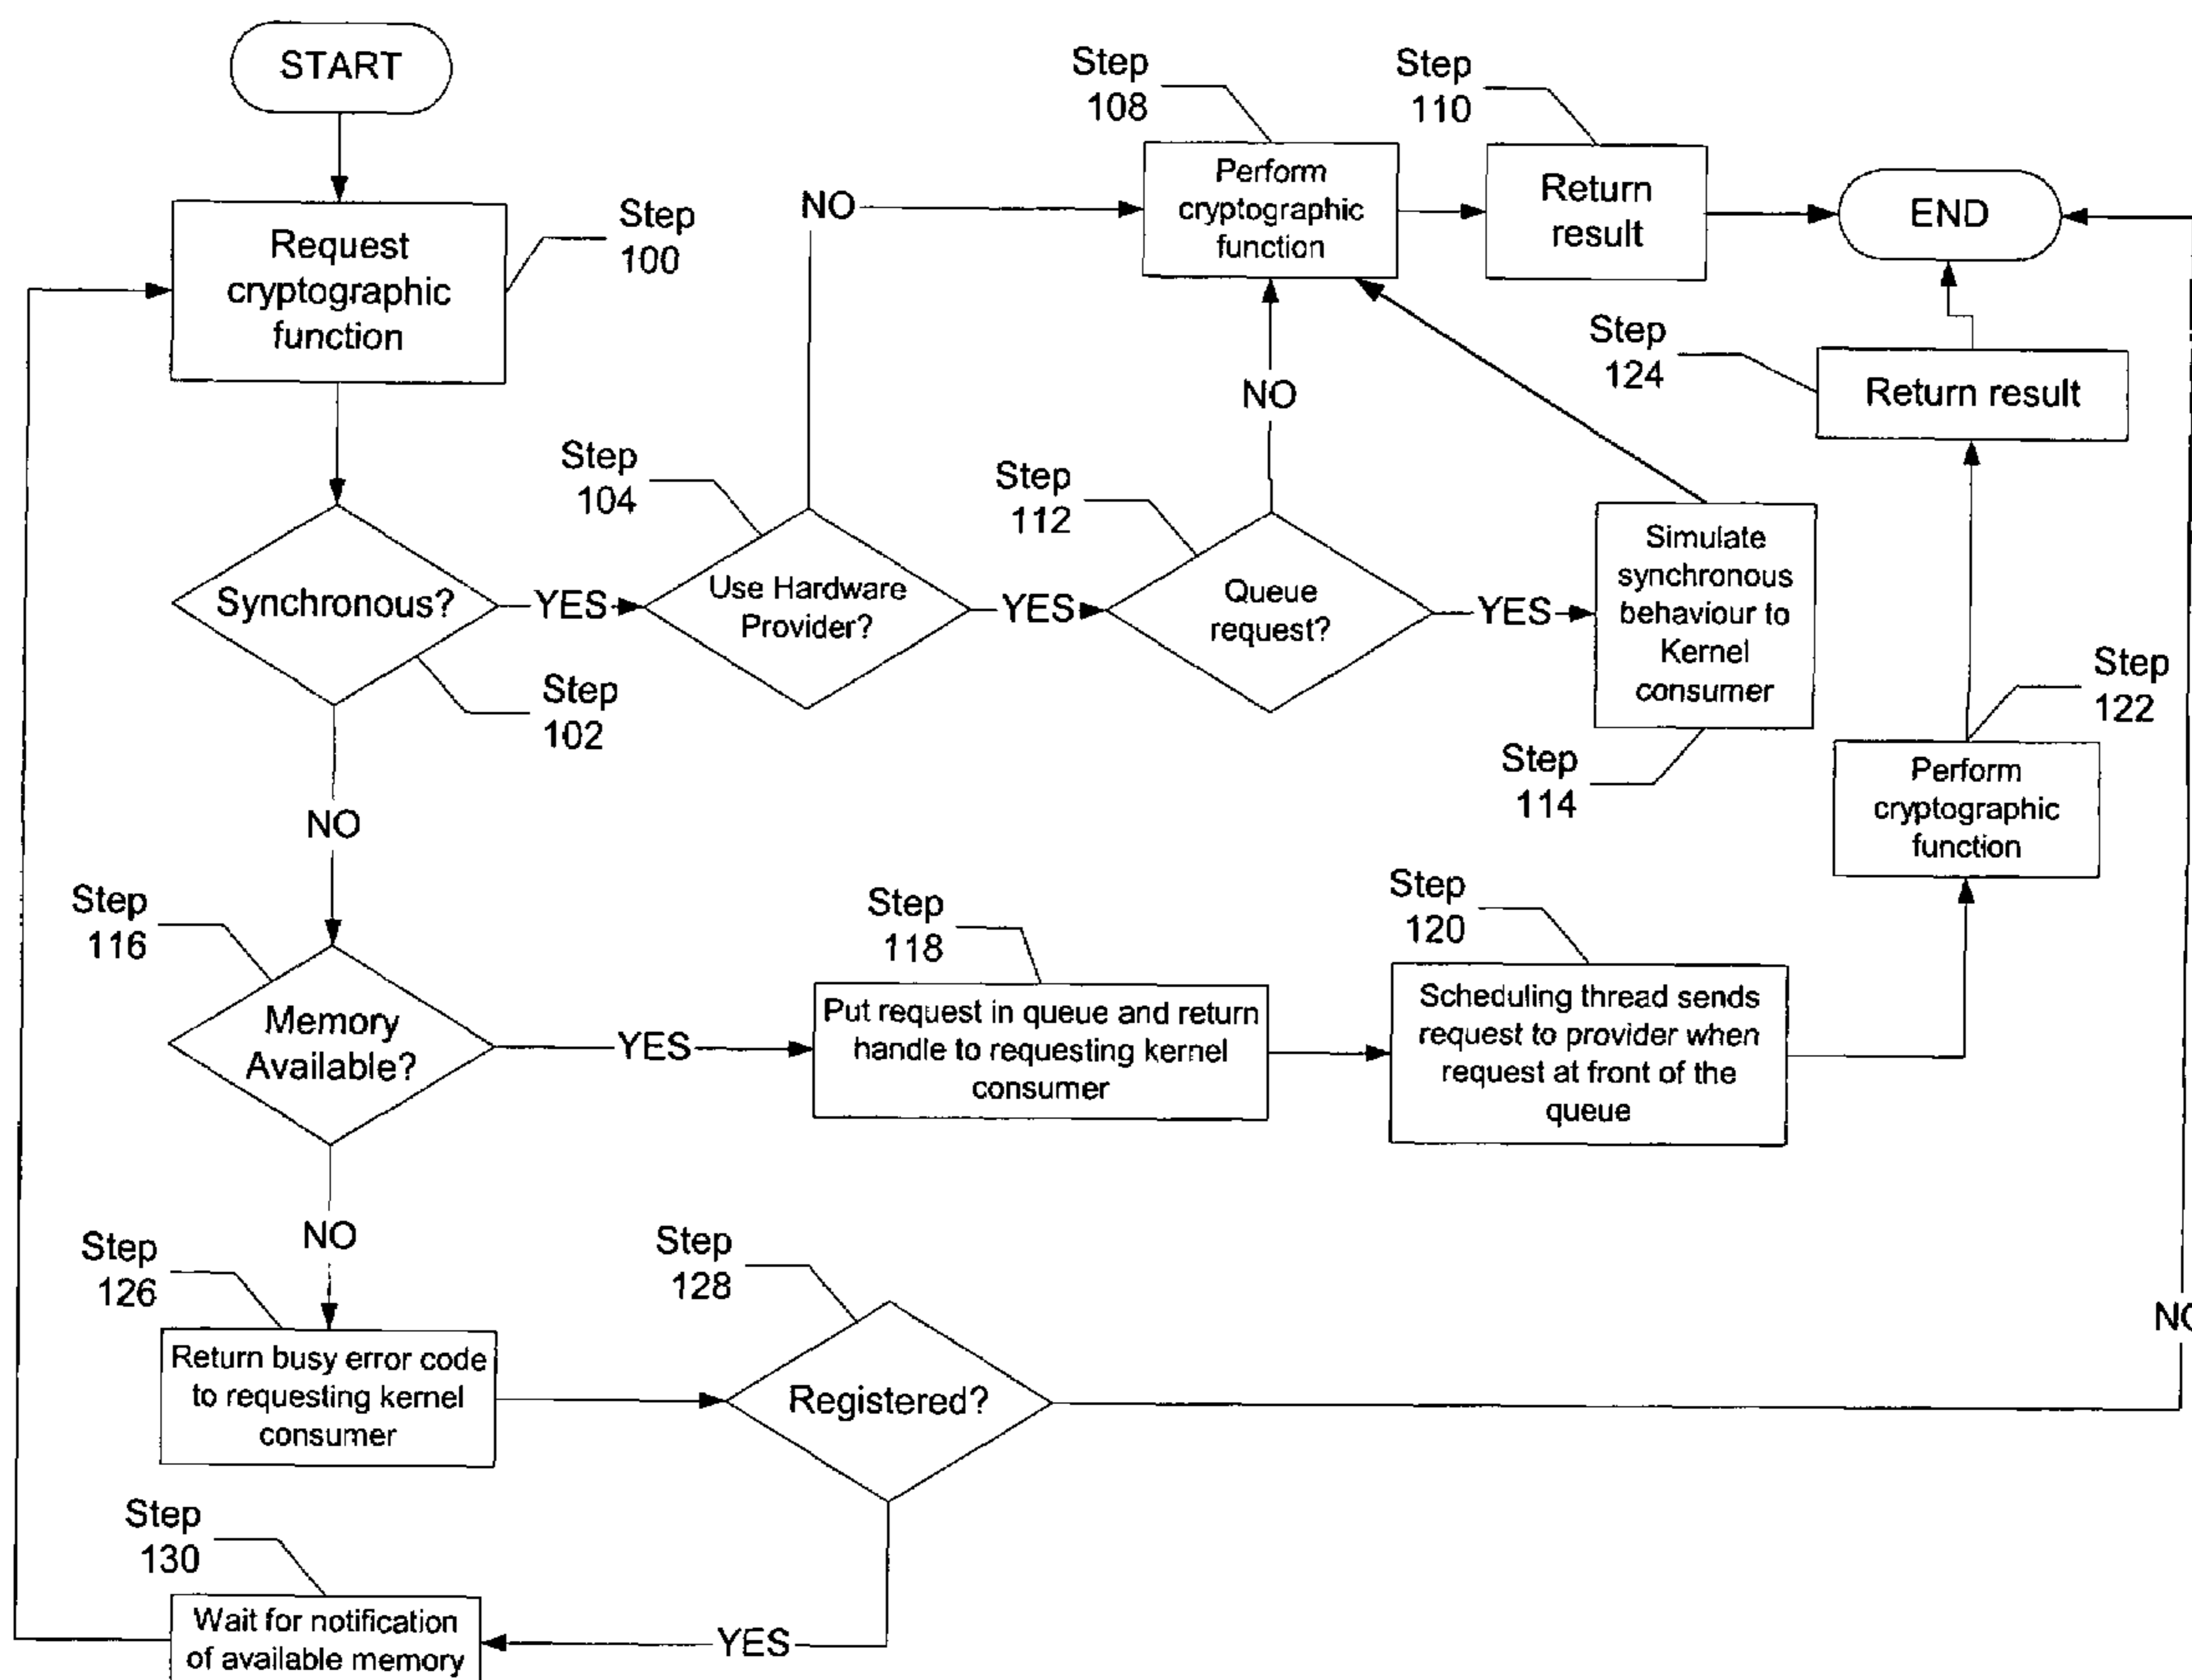 START
Request
cryptographic
function
Step
100
Synchronous?
Step
102
YES
Step
104
Use Hardware
Provider?
NO
YES
Step
112
Queue
request?
NO
YES
Step
108
Perform
cryptographic
function
Step
110
Return
result
END
Simulate
synchronous
behaviour to
Kernel
consumer
Step
114
Step
124
Return result
Step
122
Perform
cryptographic
function
NO
Step
116
Memory
Available?
YES
Step
118
Put request in queue and return
handle to requesting kernel
consumer
Step
120
Scheduling thread sends
request to provider when
request at front of the
queue
NO
Step
126
Return busy error code
to requesting kernel
consumer
Step
128
Registered?
NO
YES
Step
130
Wait for notification
of available memory